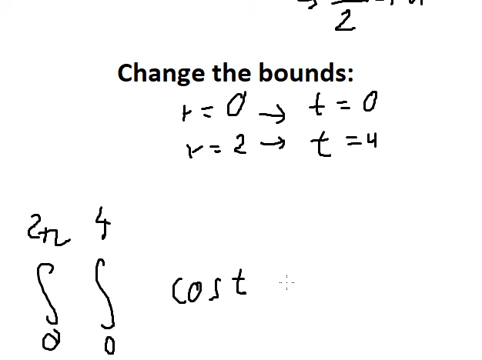 2
Change the bounds:
r = 0 → t = 0
r = 2 → t = 4
∫₀^{2π} ∫₀^{4} cos t